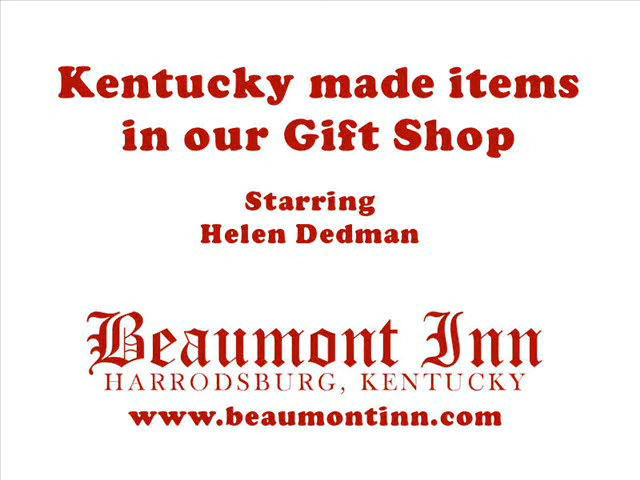 Kentucky made items
in our Gift Shop
Starring
Helen Dedman
Beaumont Inn
HARRODSBURG, KENTUCKY
www.beaumontinn.com